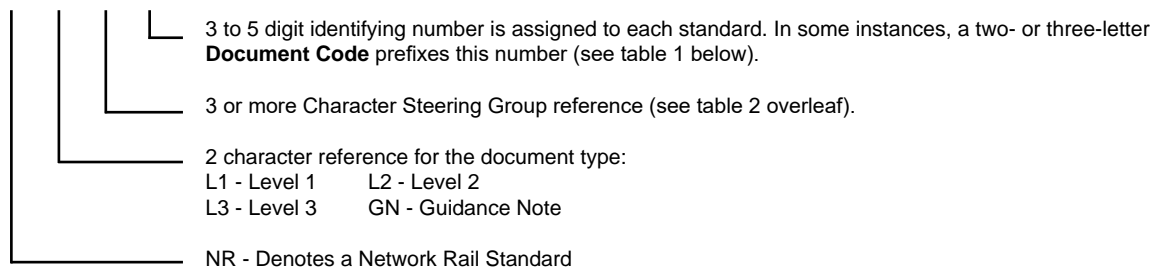 3 to 5 digit identifying number is assigned to each standard. In some instances, a two- or three-letter
Document Code prefixes this number (see table 1 below).
3 or more Character Steering Group reference (see table 2 overleaf).
2 character reference for the document type:
L1 - Level 1 L2 - Level 2
L3 - Level 3 GN - Guidance Note
NR - Denotes a Network Rail Standard